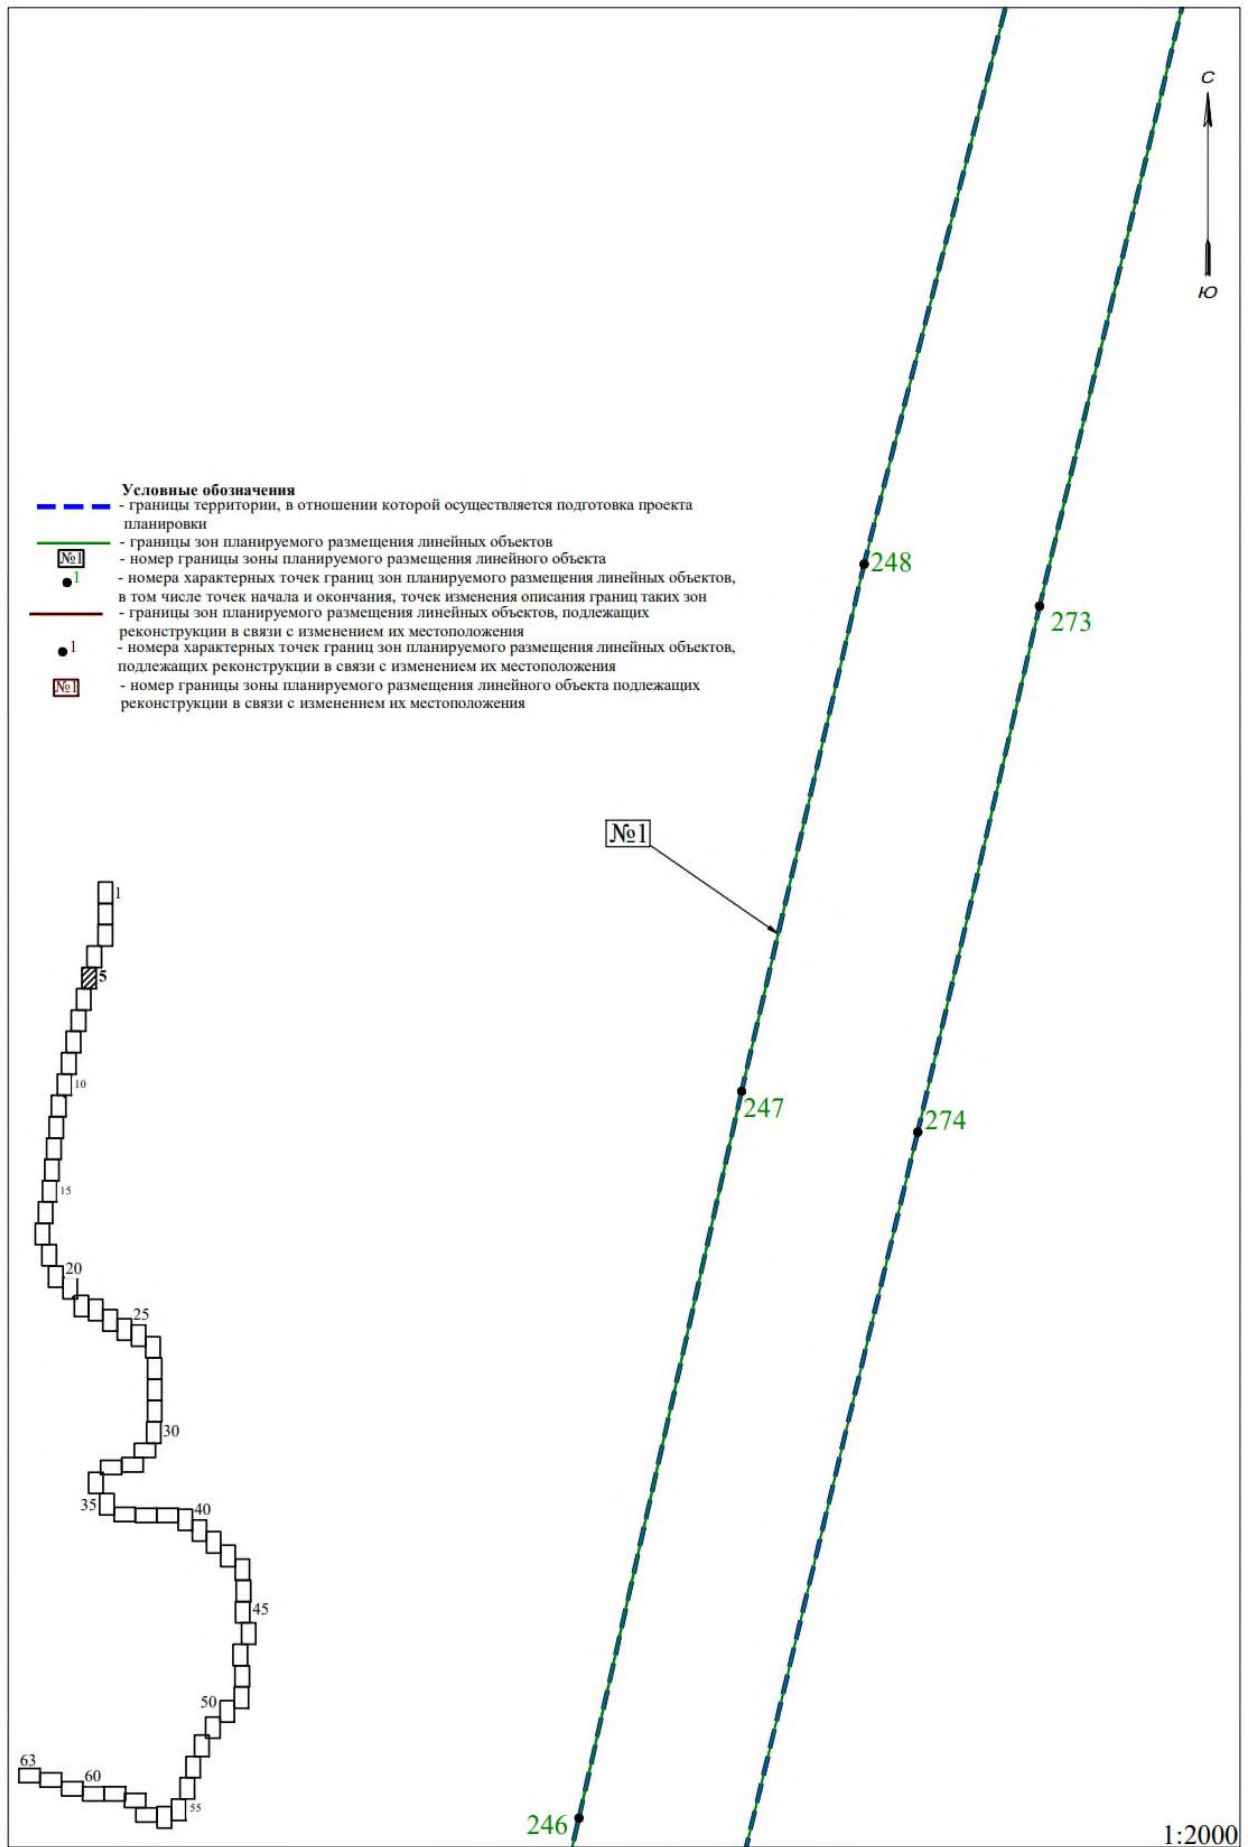 С
Ю
Условные обозначения
- границы территории, в отношении которой осуществляется подготовка проекта
планировки
- границы зон планируемого размещения линейных объектов
№1 - номер границы зоны планируемого размещения линейного объекта
1 - номера характерных точек границ зон планируемого размещения линейных объектов,
в том числе точек начала и окончания, точек изменения описания границ таких зон
- границы зон планируемого размещения линейных объектов, подлежащих
реконструкции в связи с изменением их местоположения
1 - номера характерных точек границ зон планируемого размещения линейных объектов,
подлежащих реконструкции в связи с изменением их местоположения
№1 - номер границы зоны планируемого размещения линейного объекта подлежащих
реконструкции в связи с изменением их местоположения
248
273
№1
247
274
246
1
5
10
15
20
25
30
35
40
45
50
63
60
55
1:2000